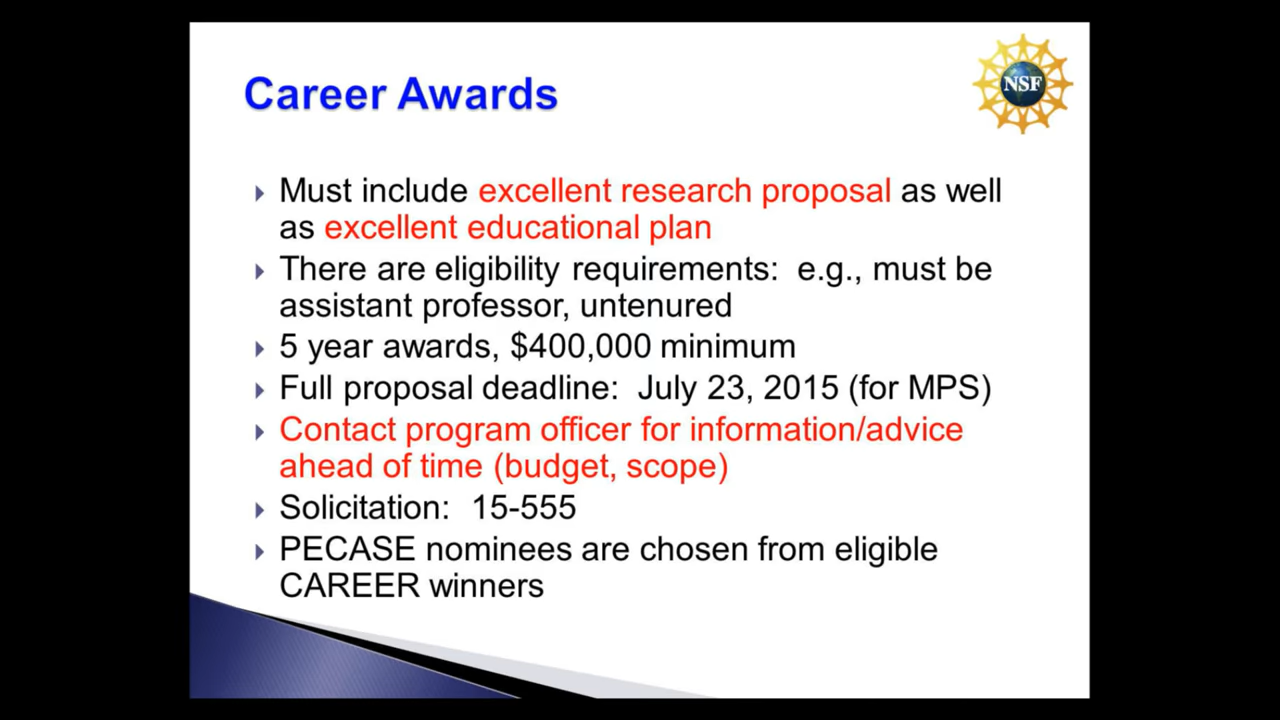 Career Awards
NSF
Must include excellent research proposal as well
as excellent educational plan
There are eligibility requirements: e.g., must be
assistant professor, untenured
5 year awards, $400,000 minimum
Full proposal deadline: July 23, 2015 (for MPS)
Contact program officer for information/advice
ahead of time (budget, scope)
Solicitation: 15-555
PECASE nominees are chosen from eligible
CAREER winners